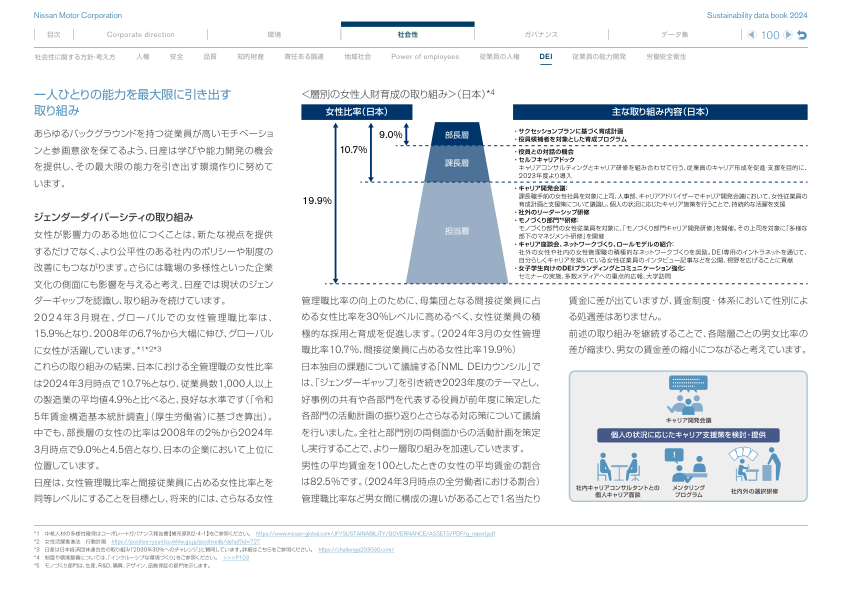 Nissan Motor Corporation
Sustainability data book 2024
目次
Corporate direction
環境
社会性
ガバナンス
データ集
100
社会性に関する方針・考え方
人権
安全
品質
知的財産
責任ある調達
地域社会
Power of employees
従業員の人権
DEI
従業員の能力開発
労働安全衛生
一人ひとりの能力を最大限に引き出す
取り組み
あらゆるバックグラウンドを持つ従業員が高いモチベーショ
ンと参画意欲を保てるよう、日産は学びや能力開発の機会
を提供し、その最大限の能力を引き出す環境作りに努めて
います。
ジェンダーダイバーシティの取り組み
女性が影響力のある地位につくことは、新たな視点を提供
するだけでなく、より公平性のある社内のポリシーや制度の
改善にもつながります。さらには職場の多様性といった企業
文化の側面にも影響を与えると考え、日産では現状のジェン
ダーギャップを認識し、取り組みを続けています。
2024年3月現在、グローバルでの女性管理職比率は、
15.9%となり、2008年の6.7%から大幅に伸び、グローバル
に女性が活躍しています。*1*2*3
これらの取り組みの結果、日本における全管理職の女性比率
は2024年3月時点で10.7%となり、従業員数1,000人以上
の製造業の平均値4.9%と比べると、良好な水準です（「令和
5年賃金構造基本統計調査」（厚生労働省）に基づき算出）。
中でも、部長層の女性の比率は2008年の2%から2024年
3月時点で9.0%と4.5倍となり、日本の企業において上位に
位置しています。
日産は、女性管理職比率と間接従業員に占める女性比率とを
同等レベルにすることを目標とし、将来的には、さらなる女性
＜層別の女性人財育成の取り組み＞（日本）*4
女性比率（日本）
主な取り組み内容（日本）
9.0%
10.7%
19.9%
部長層
課長層
担当層
・サクセッションプランに基づく育成計画
・役員候補者を対象とした育成プログラム
・役員との対話の機会
・セルフキャリアドック
キャリアコンサルティングとキャリア研修を組み合わせて行う、従業員のキャリア形成を促進・支援を目的に、
2023年度より導入
・キャリア開発会議：
課長職手前の女性社員を対象に上司、人事部、キャリアアドバイザーでキャリア開発会議において、女性従業員の
育成計画と支援策について議論し、個人の状況に応じたキャリア施策を行うことで、持続的な活躍を支援
・社外のリーダーシップ研修
・モノづくり部門*5研修：
モノづくり部門の女性従業員を対象に、「モノづくり部門キャリア研修」を開催。その上司を対象に「多様な
部下のマネジメント研修」を開催
・キャリア座談会、ネットワークづくり、ロールモデルの紹介：
社外の女性や社内の女性管理職の積極的なネットワークづくりを奨励。DEI専用のイントラネットを通じて、
自分らしくキャリアを築いている女性従業員のインタビュー記事などを公開、視野を広げることに貢献
・女子学生向けのDEIブランディングとコミュニケーション強化：
セミナーの実施、多数メディアへの重点的広報、大学訪問
管理職比率の向上のために、母集団となる間接従業員に占
める女性比率を30%レベルに高めるべく、女性従業員の積
極的な採用と育成を促進します。（2024年3月の女性管理
職比率10.7%、間接従業員に占める女性比率19.9%）
日本独自の課題について議論する「NML DEIカウンシル」で
は、「ジェンダーギャップ」を引き続き2023年度のテーマとし、
好事例の共有や各部門を代表する役員が前年度に策定した
各部門の活動計画の振り返りとさらなる対応策について議論
を行いました。全社と部門別の両側面からの活動計画を策定
し実行することで、より一層取り組みを加速していきます。
男性の平均賃金を100としたときの女性の平均賃金の割合
は82.5%です。（2024年3月時点の全労働者における割合）
管理職比率など男女間に構成の違いがあることで1名当たり
賃金に差が出ていますが、賃金制度・体系において性別によ
る処遇差はありません。
前述の取り組みを継続することで、各階層ごとの男女比率の
差が縮まり、男女の賃金差の縮小につながると考えています。
キャリア開発会議
個人の状況に応じたキャリア支援策を検討・提供
社内キャリアコンサルタントとの
個人キャリア面談
メンタリング
プログラム
社内外の選択研修
*1 中核人材の多様性確保はコーポレートガバナンス報告書【補充原則2-4-1】をご参照ください。 https://www.nissan-global.com/JP/SUSTAINABILITY/GOVERNANCE/ASSETS/PDF/g_report.pdf
*2 女性活躍推進法 行動計画 https://positive-ryouritsu.mhlw.go.jp/positivedb/detail?id=727
*3 日産は日本経済団体連合会の取り組み「2030年30%へのチャレンジ」に賛同しています。詳細はこちらをご参照ください。 https://challenge203030.com/
*4 制度や環境整備については、「インクルーシブな環境づくり」をご参照ください。 >>>P103
*5 モノづくり部門は、生産、R&D、購買、デザイン、品質保証の部門を示します。